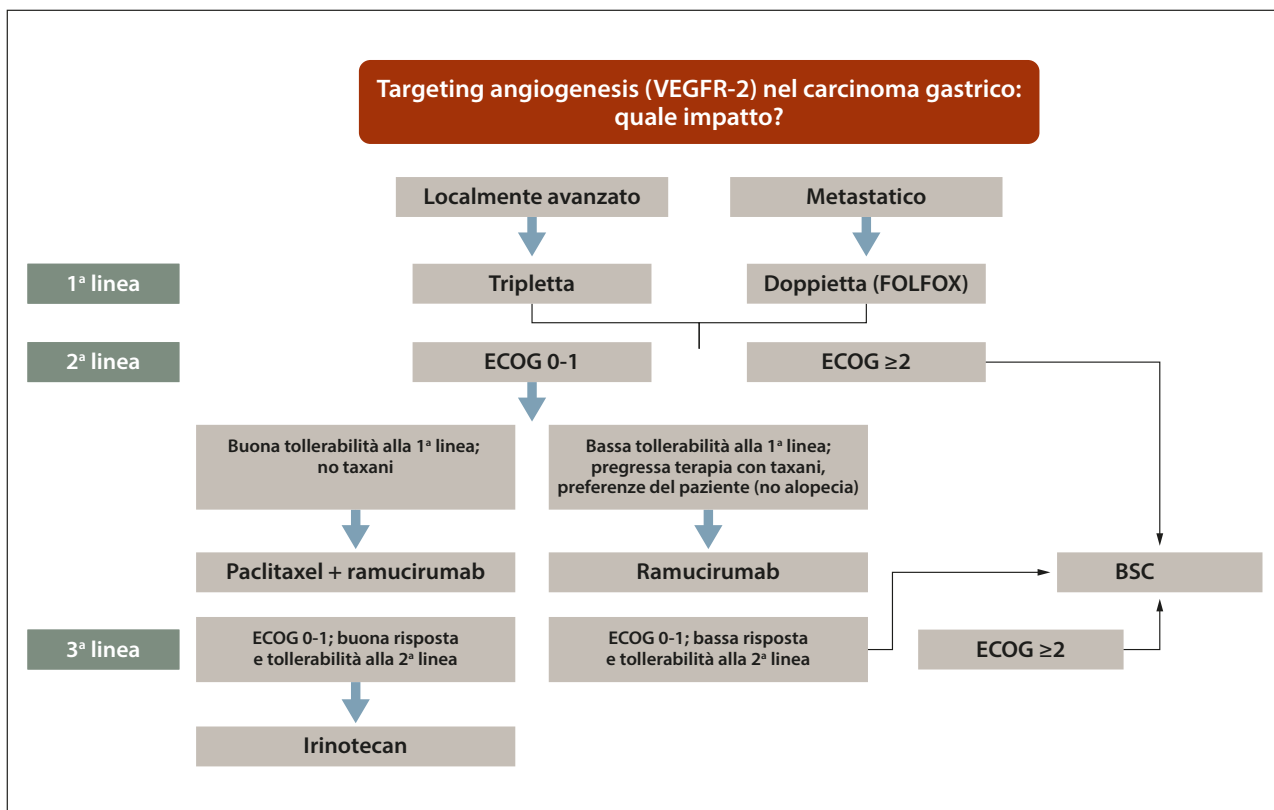 Targeting angiogenesis (VEGFR-2) nel carcinoma gastrico:
quale impatto?
Localmente avanzato
Metastatico
1ª linea
Tripletta
Doppietta (FOLFOX)
2ª linea
ECOG 0-1
ECOG ≥2
Buona tollerabilità alla 1ª linea;
no taxani
Bassa tollerabilità alla 1ª linea;
pregressa terapia con taxani,
preferenze del paziente (no alopecia)
Paclitaxel + ramucirumab
Ramucirumab
BSC
3ª linea
ECOG 0-1; buona risposta
e tollerabilità alla 2ª linea
ECOG 0-1; bassa risposta
e tollerabilità alla 2ª linea
ECOG ≥2
Irinotecan